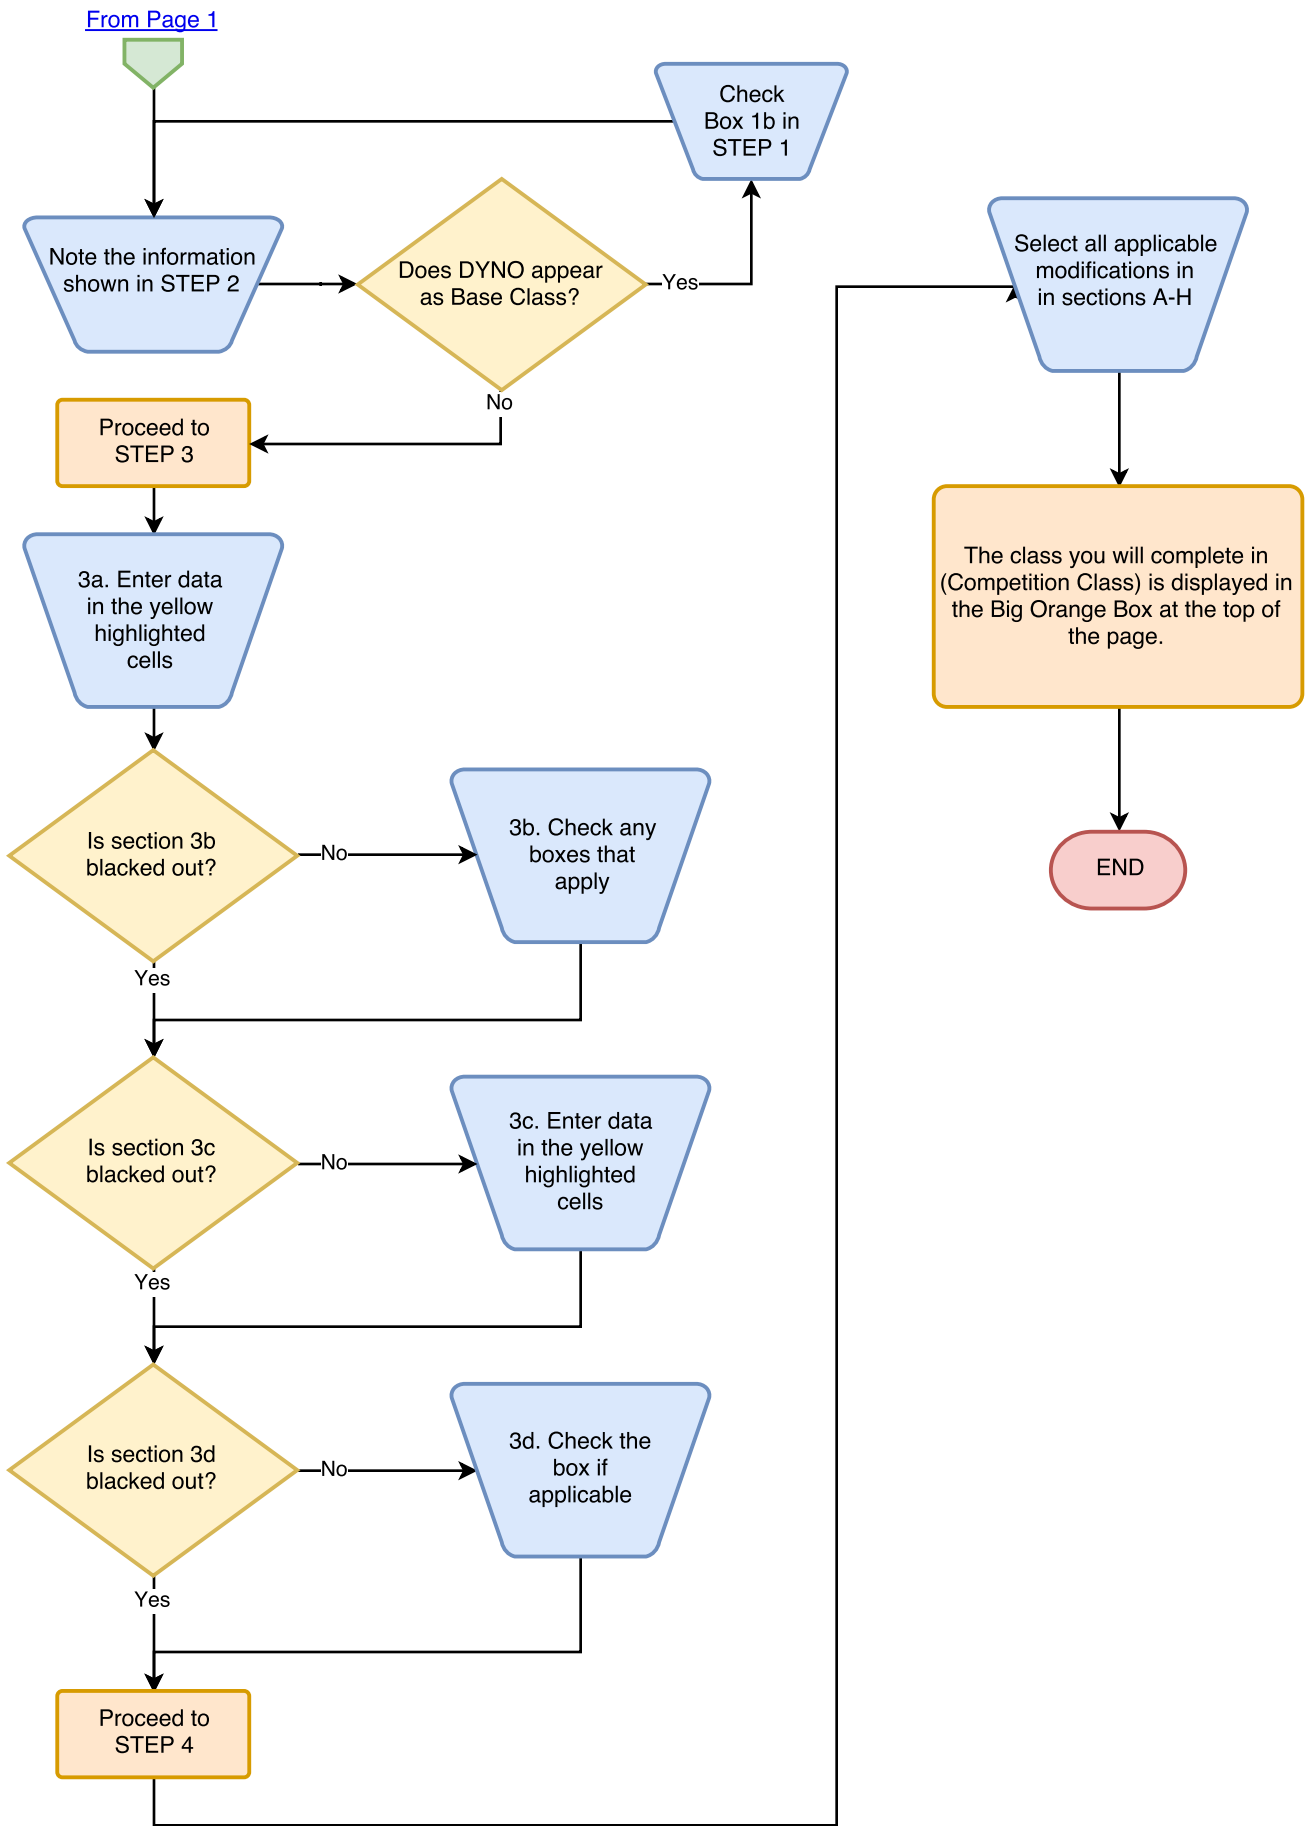 From Page 1
Check
Box 1b in
STEP 1
Note the information
shown in STEP 2
Does DYNO appear
as Base Class?
Yes
No
Proceed to
STEP 3
3a. Enter data
in the yellow
highlighted
cells
Is section 3b
blacked out?
No
3b. Check any
boxes that
apply
Yes
Is section 3c
blacked out?
No
3c. Enter data
in the yellow
highlighted
cells
Yes
Is section 3d
blacked out?
No
3d. Check the
box if
applicable
Yes
Proceed to
STEP 4
Select all applicable
modifications in
in sections A-H
The class you will complete in
(Competition Class) is displayed in
the Big Orange Box at the top of
the page.
END